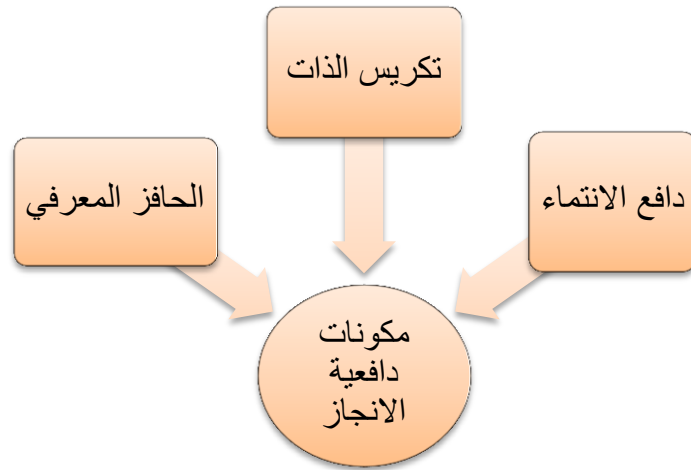 تكريس الذات
دافع الانتماء
الحافز المعرفي
مكونات
دافعية
الانجاز